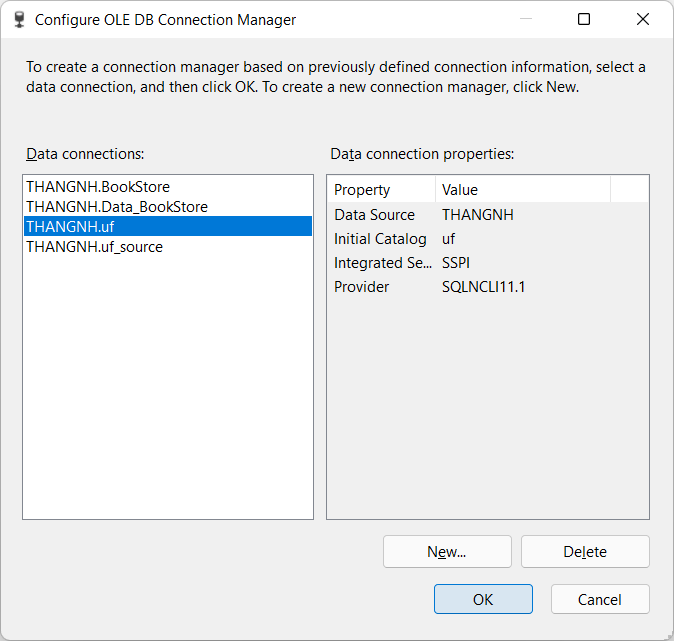 Configure OLE DB Connection Manager
To create a connection manager based on previously defined connection information, select a
data connection, and then click OK. To create a new connection manager, click New.
Data connections:
THANGNH.BookStore
THANGNH.Data_BookStore
THANGNH.uf
THANGNH.uf_source
Data connection properties:
Property Value
Data Source THANGNH
Initial Catalog uf
Integrated Se... SSPI
Provider SQLNCLI11.1
New... Delete
OK Cancel